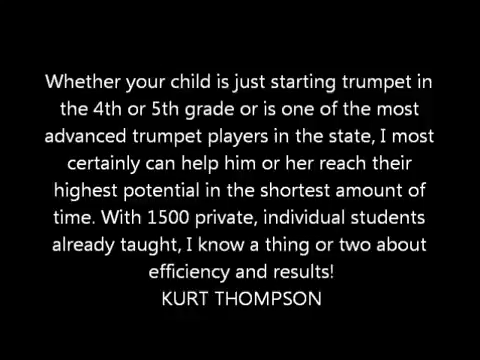 Whether your child is just starting trumpet in
the 4th or 5th grade or is one of the most
advanced trumpet players in the state, I most
certainly can help him or her reach their
highest potential in the shortest amount of
time. With 1500 private, individual students
already taught, I know a thing or two about
efficiency and results!
KURT THOMPSON